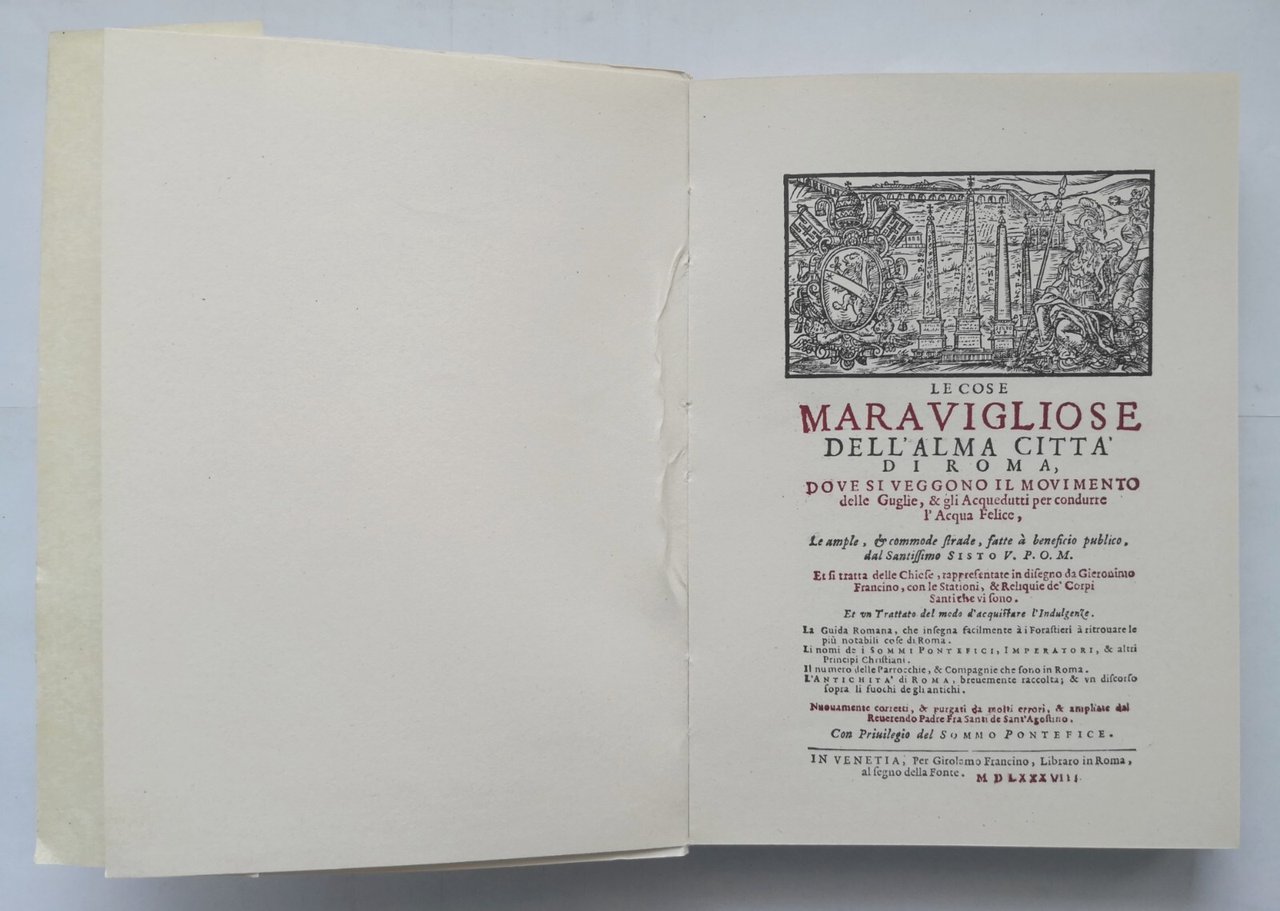 LE COSE
MARAVIGLIOSE
DELL'ALMA CITTA'
DI ROMA,
DOVE SI VEGGONO IL MOVIMENTO
delle Guglie, & gli Acquedutti per condurre
l'Acqua Felice,
Le ample, & commode ſtrade, fatte à beneficio publico,
dal Santiſſimo SISTO V. P. O. M.
Et ſi tratta delle Chieſe, rappreſentate in diſegno da Gieronimo
Francino, con le Stationi, & Reliquie de' Corpi
Santi che vi ſono.
Et vn Trattato del modo d'acquiſtare l'Indulgenze.
La Guida Romana, che inſegna facilmente à i Foraſtieri à ritrouare le
più notabili coſe di Roma.
Li nomi de i SOMMI PONTEFICI, IMPERATORI, & altri
Principi Chriſtiani.
Il numero delle Parrocchie, & Compagnie che ſono in Roma.
L'ANTICHITA' di ROMA, breuemente raccolta; & vn diſcorſo
ſopra li fuochi de gli antichi.
Nuouamente corretti, & purgati da molti errori, & ampliate dal
Reuerendo Padre Fra Santi de Sant'Agoſtino.
Con Priuilegio del SOMMO PONTEFICE.
IN VENETIA, Per Girolamo Francino, Libraro in Roma,
al ſegno della Fonte. MDLXXXVIII.